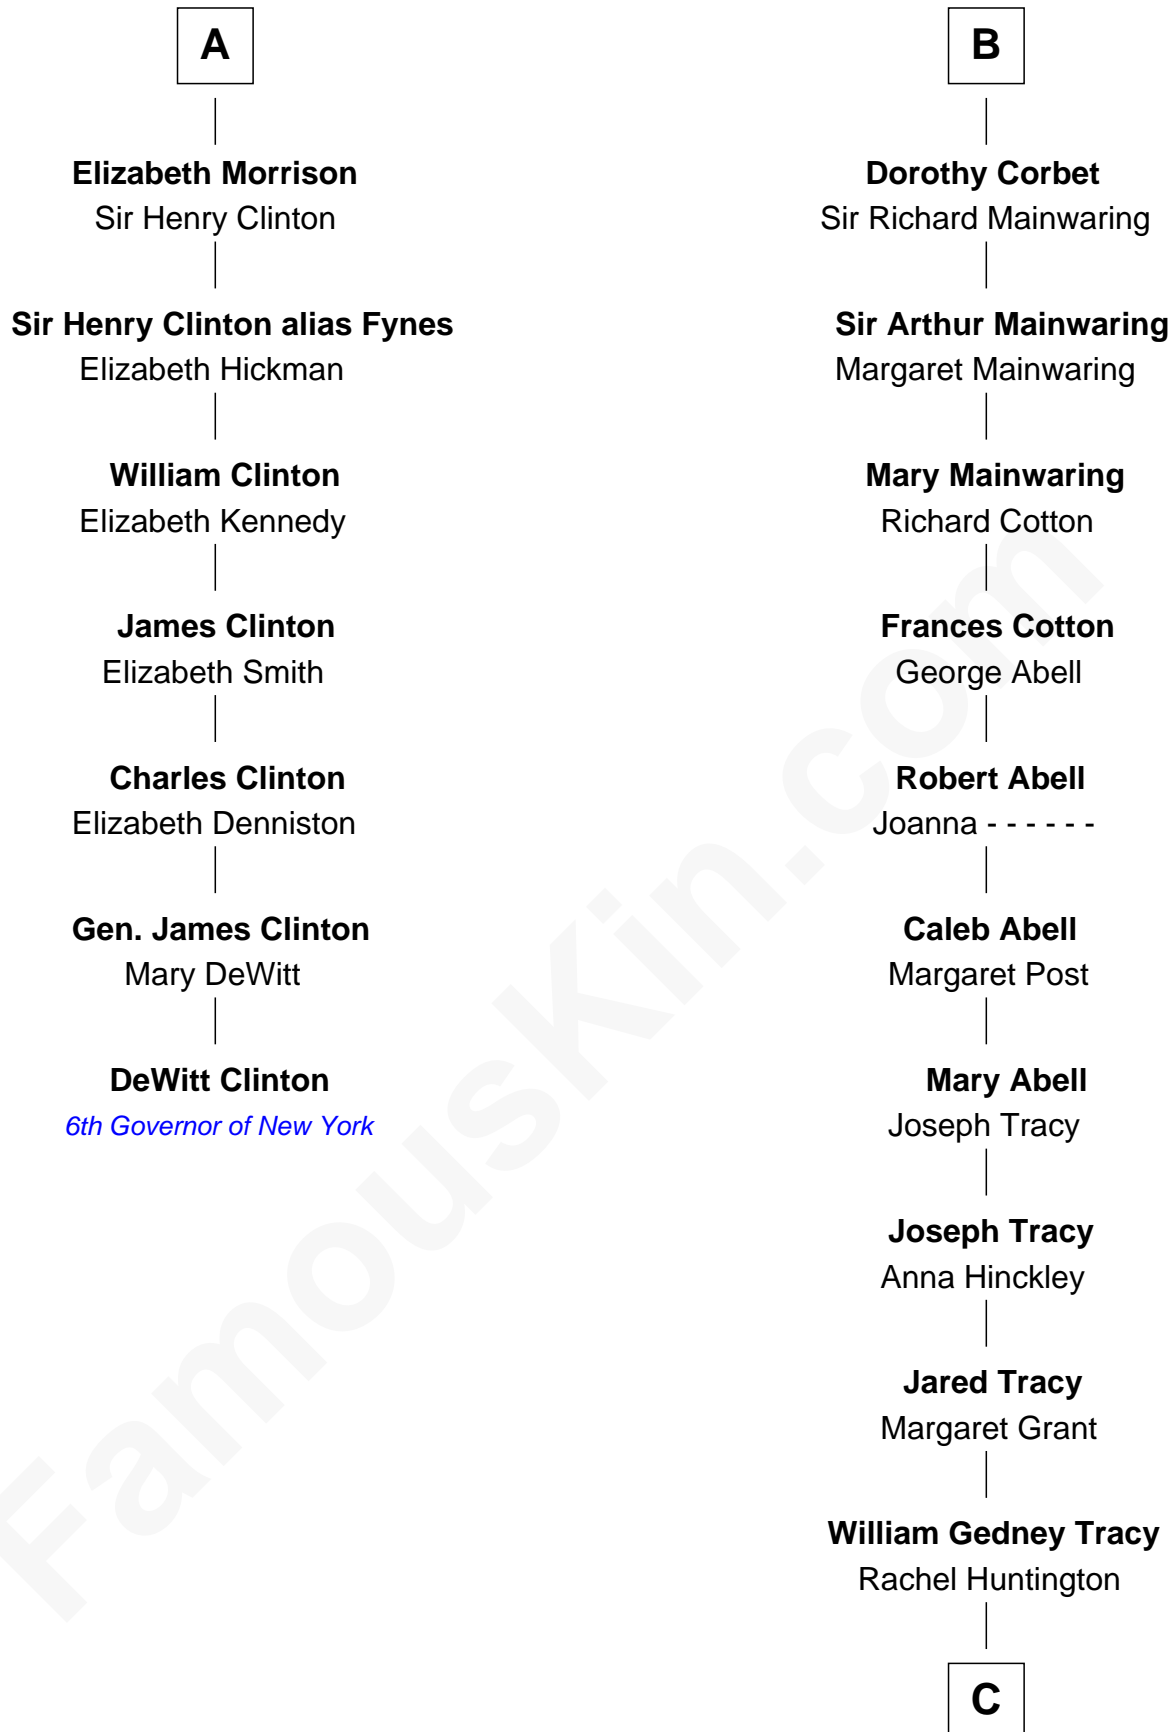 A
Elizabeth Morrison
Sir Henry Clinton
Sir Henry Clinton alias Fynes
Elizabeth Hickman
William Clinton
Elizabeth Kennedy
James Clinton
Elizabeth Smith
Charles Clinton
Elizabeth Denniston
Gen. James Clinton
Mary DeWitt
DeWitt Clinton
6th Governor of New York
B
Dorothy Corbet
Sir Richard Mainwaring
Sir Arthur Mainwaring
Margaret Mainwaring
Mary Mainwaring
Richard Cotton
Frances Cotton
George Abell
Robert Abell
Joanna - - - - - -
Caleb Abell
Margaret Post
Mary Abell
Joseph Tracy
Joseph Tracy
Anna Hinckley
Jared Tracy
Margaret Grant
William Gedney Tracy
Rachel Huntington
C
FamousKin.com